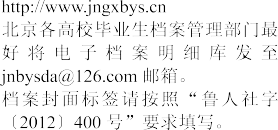 http://www.jngxbys.cn
北京各高校毕业生档案管理部门最
好将电子档案明细库发至
jnbysda@126.com 邮箱。
档案封面标签请按照“鲁人社字
〔2012〕400 号”要求填写。